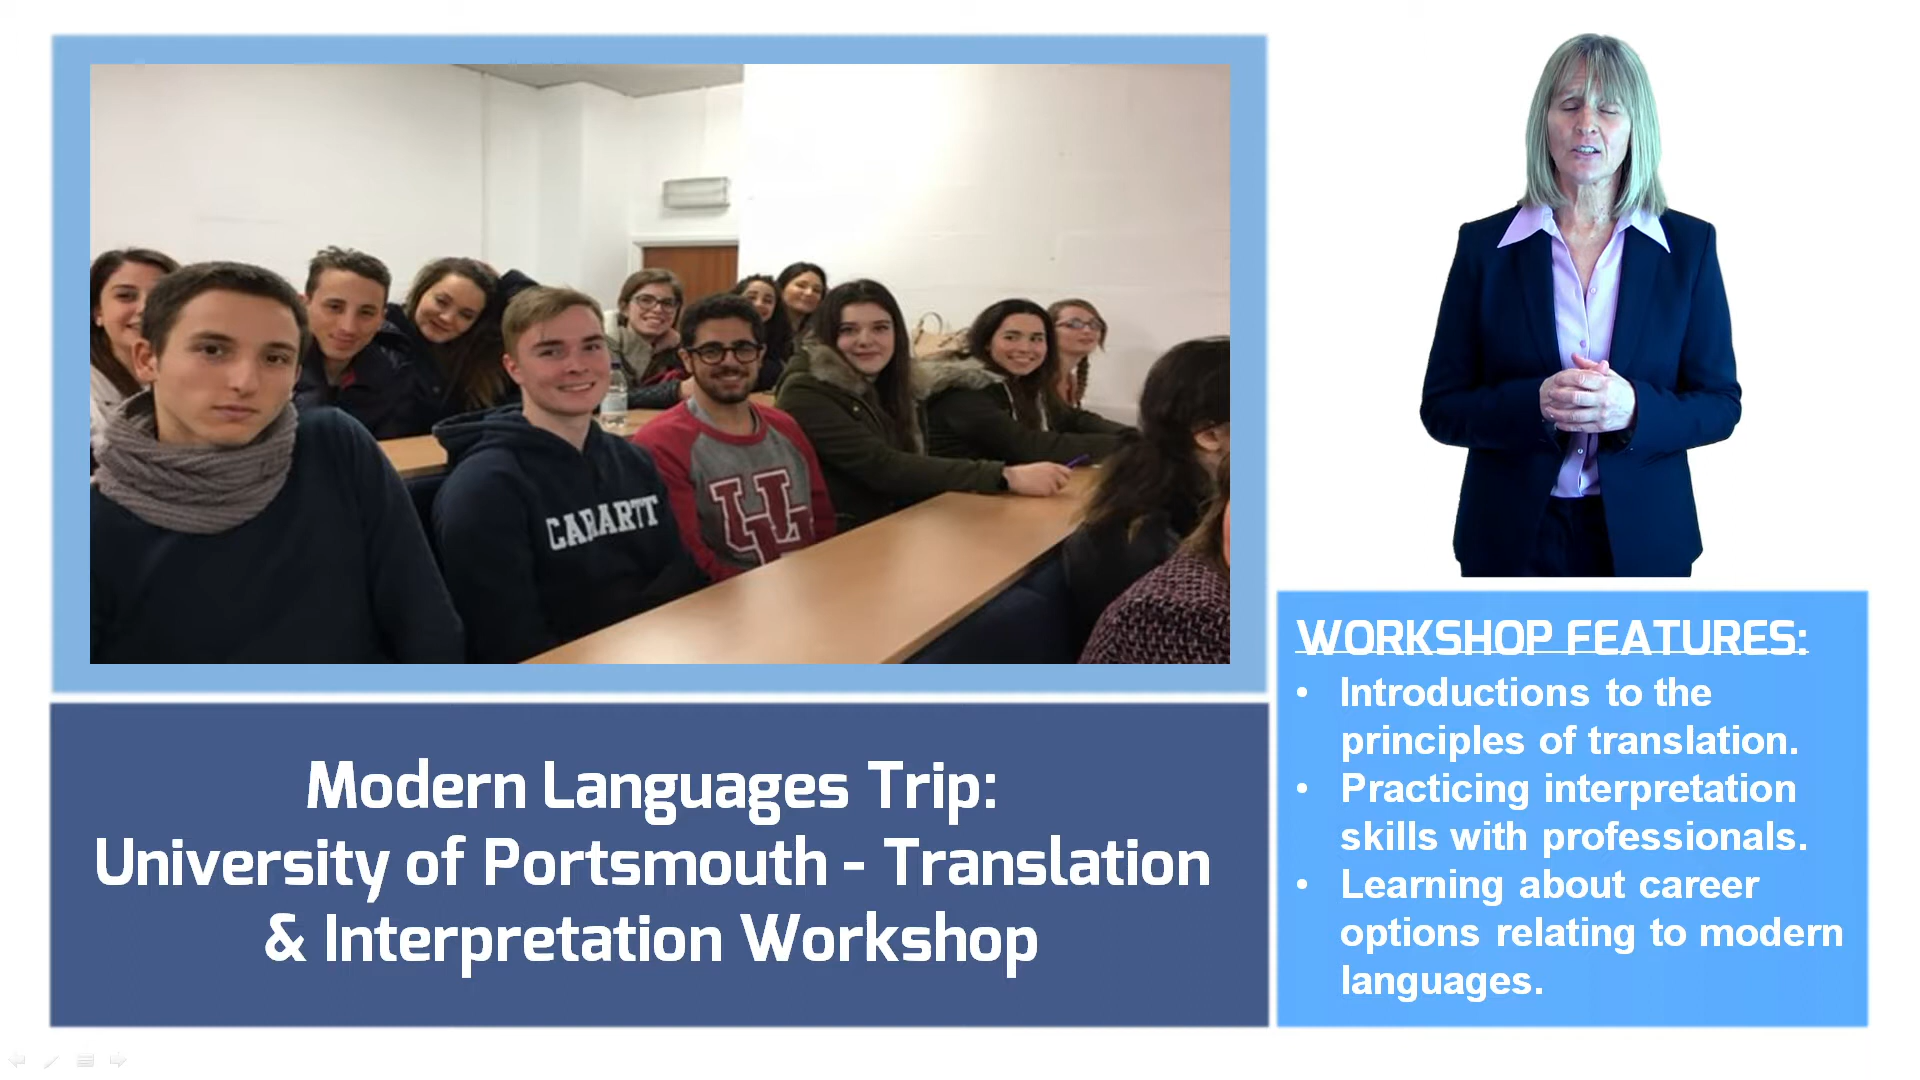 CARHARTT
UH
Modern Languages Trip:
University of Portsmouth - Translation
& Interpretation Workshop
WORKSHOP FEATURES:
• Introductions to the
principles of translation.
• Practicing interpretation
skills with professionals.
• Learning about career
options relating to modern
languages.